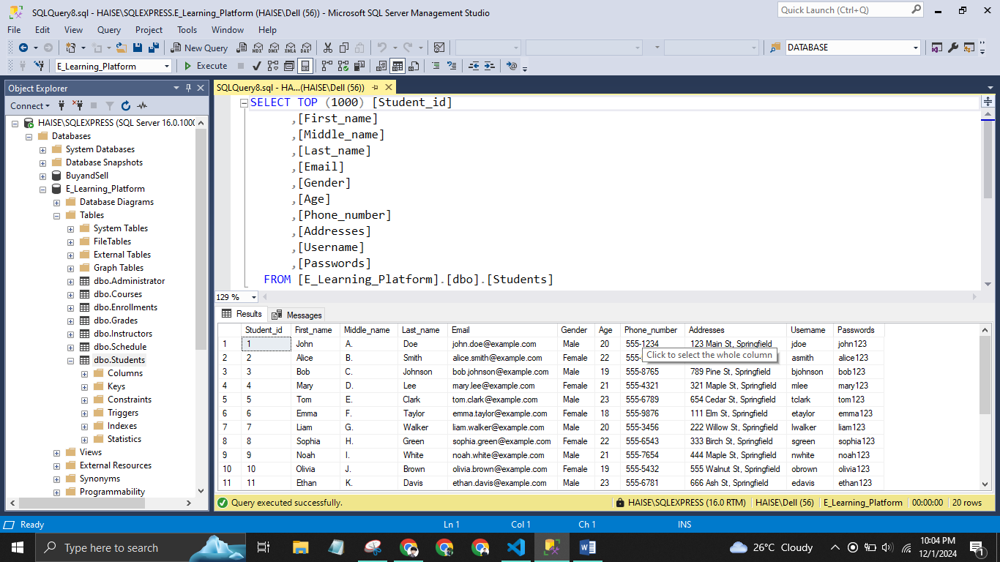 SQLQuery8.sql - HAISE\SQLEXPRESS.E_Learning_Platform (HAISE\Dell (56)) - Microsoft SQL Server Management Studio
Quick Launch (Ctrl+Q)
File Edit View Query Project Tools Window Help
New Query MDX DMX XMLA DAX DATABASE
E_Learning_Platform Execute
Object Explorer
Connect
HAISE\SQLEXPRESS (SQL Server 16.0.1000
Databases
System Databases
Database Snapshots
BuyandSell
E_Learning_Platform
Database Diagrams
Tables
System Tables
FileTables
External Tables
Graph Tables
dbo.Administrator
dbo.Courses
dbo.Enrollments
dbo.Grades
dbo.Instructors
dbo.Schedule
dbo.Students
Columns
Keys
Constraints
Triggers
Indexes
Statistics
Views
External Resources
Synonyms
Programmability
SQLQuery8.sql - HA...(HAISE\Dell (56))
SELECT TOP (1000) [Student_id]
,[First_name]
,[Middle_name]
,[Last_name]
,[Email]
,[Gender]
,[Age]
,[Phone_number]
,[Addresses]
,[Username]
,[Passwords]
FROM [E_Learning_Platform].[dbo].[Students]
129 %
Results Messages
Student_id First_name Middle_name Last_name Email Gender Age Phone_number Addresses Username Passwords
1 1 John A. Doe john.doe@example.com Male 20 555-1234 123 Main St, Springfield jdoe john123
2 2 Alice B. Smith alice.smith@example.com Female 22 555- asmith alice123
Click to select the whole column
3 3 Bob C. Johnson bob.johnson@example.com Male 19 555-8765 789 Pine St, Springfield bjohnson bob123
4 4 Mary D. Lee mary.lee@example.com Female 21 555-4321 321 Maple St, Springfield mlee mary123
5 5 Tom E. Clark tom.clark@example.com Male 23 555-6789 654 Cedar St, Springfield tclark tom123
6 6 Emma F. Taylor emma.taylor@example.com Female 18 555-9876 111 Elm St, Springfield etaylor emma123
7 7 Liam G. Walker liam.walker@example.com Male 20 555-3456 222 Willow St, Springfield lwalker liam123
8 8 Sophia H. Green sophia.green@example.com Female 22 555-6543 333 Birch St, Springfield sgreen sophia123
9 9 Noah I. White noah.white@example.com Male 21 555-7654 444 Maple St, Springfield nwhite noah123
10 10 Olivia J. Brown olivia.brown@example.com Female 19 555-5432 555 Walnut St, Springfield obrown olivia123
11 11 Ethan K. Davis ethan.davis@example.com Male 23 555-6781 666 Ash St, Springfield edavis ethan123
Query executed successfully. HAISE\SQLEXPRESS (16.0 RTM) HAISE\Dell (56) E_Learning_Platform 00:00:00 20 rows
Ready Ln 1 Col 1 Ch 1 INS
Type here to search
26°C Cloudy
10:04 PM
12/1/2024
1